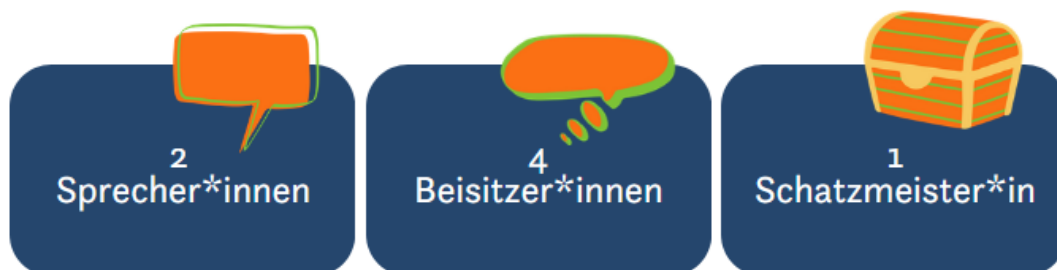 2
Sprecher*innen
4
Beisitzer*innen
1
Schatzmeister*in